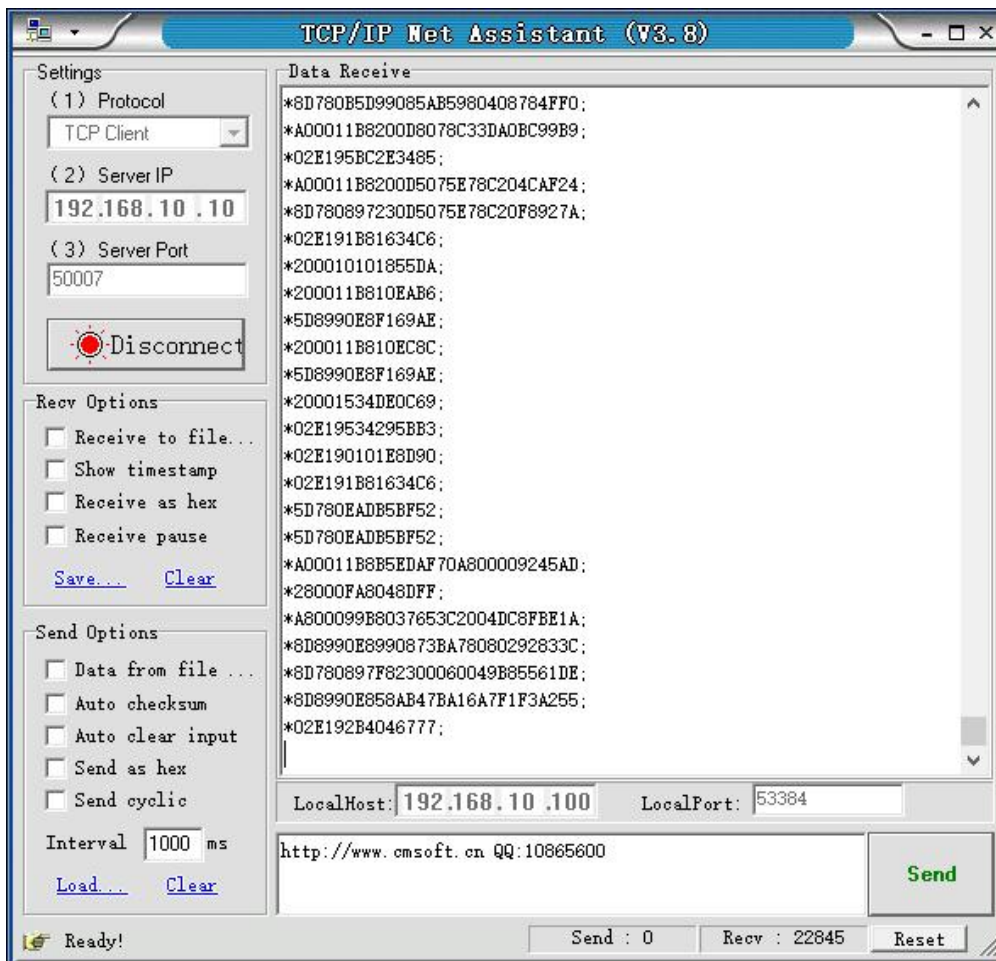 TCP/IP Net Assistant (V3.8)
Settings
(1) Protocol
TCP Client
(2) Server IP
192.168.10.10
(3) Server Port
50007
Disconnect
Recv Options
Receive to file...
Show timestamp
Receive as hex
Receive pause
Save... Clear
Send Options
Data from file ...
Auto checksum
Auto clear input
Send as hex
Send cyclic
Interval 1000 ms
Load... Clear
Data Receive
*8D780B5D99085AB5980408784FF0;
*A00011B8200D8078C33DA0BC99B9;
*02E195BC2E3485;
*A00011B8200D5075E78C204CAF24;
*8D780897230D5075E78C20F8927A;
*02E191B81634C6;
*200010101855DA;
*200011B810EAB6;
*5D8990E8F169AE;
*200011B810EC8C;
*5D8990E8F169AE;
*20001534DE0C69;
*02E19534295BB3;
*02E190101E8D90;
*02E191B81634C6;
*5D780EADB5BF52;
*5D780EADB5BF52;
*A00011B8B5EDAF70A800009245AD;
*28000FA8048DFF;
*A800099B8037653C2004DC8FBE1A;
*8D8990E8990873BA78080292833C;
*8D780897F82300060049B85561DE;
*8D8990E858AB47BA16A7F1F3A255;
*02E192B4046777;
LocalHost: 192.168.10.100 LocalPort: 53384
http://www.cmsoft.cn QQ:10865600
Send
Ready! Send : 0 Recv : 22845 Reset